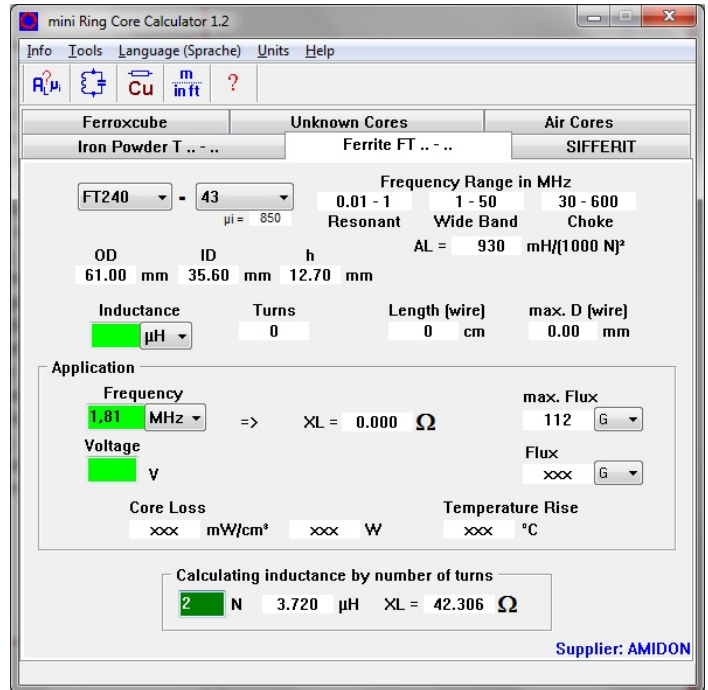 mini Ring Core Calculator 1.2
Info Tools Language (Sprache) Units Help
AL?µi Cu m in ft ?
Ferroxcube Unknown Cores Air Cores
Iron Powder T .. - .. Ferrite FT .. - .. SIFFERIT
Frequency Range in MHz
FT240 - 43 0.01 - 1 1 - 50 30 - 600
µi = 850 Resonant Wide Band Choke
AL = 930 mH/(1000 N)²
OD ID h
61.00 mm 35.60 mm 12.70 mm
Inductance Turns Length (wire) max. D (wire)
µH 0 0 cm 0.00 mm
Application
Frequency max. Flux
1,81 MHz => XL = 0.000 Ω 112 G
Voltage Flux
V xxx G
Core Loss Temperature Rise
xxx mW/cm³ xxx W xxx °C
Calculating inductance by number of turns
2 N 3.720 µH XL = 42.306 Ω
Supplier: AMIDON